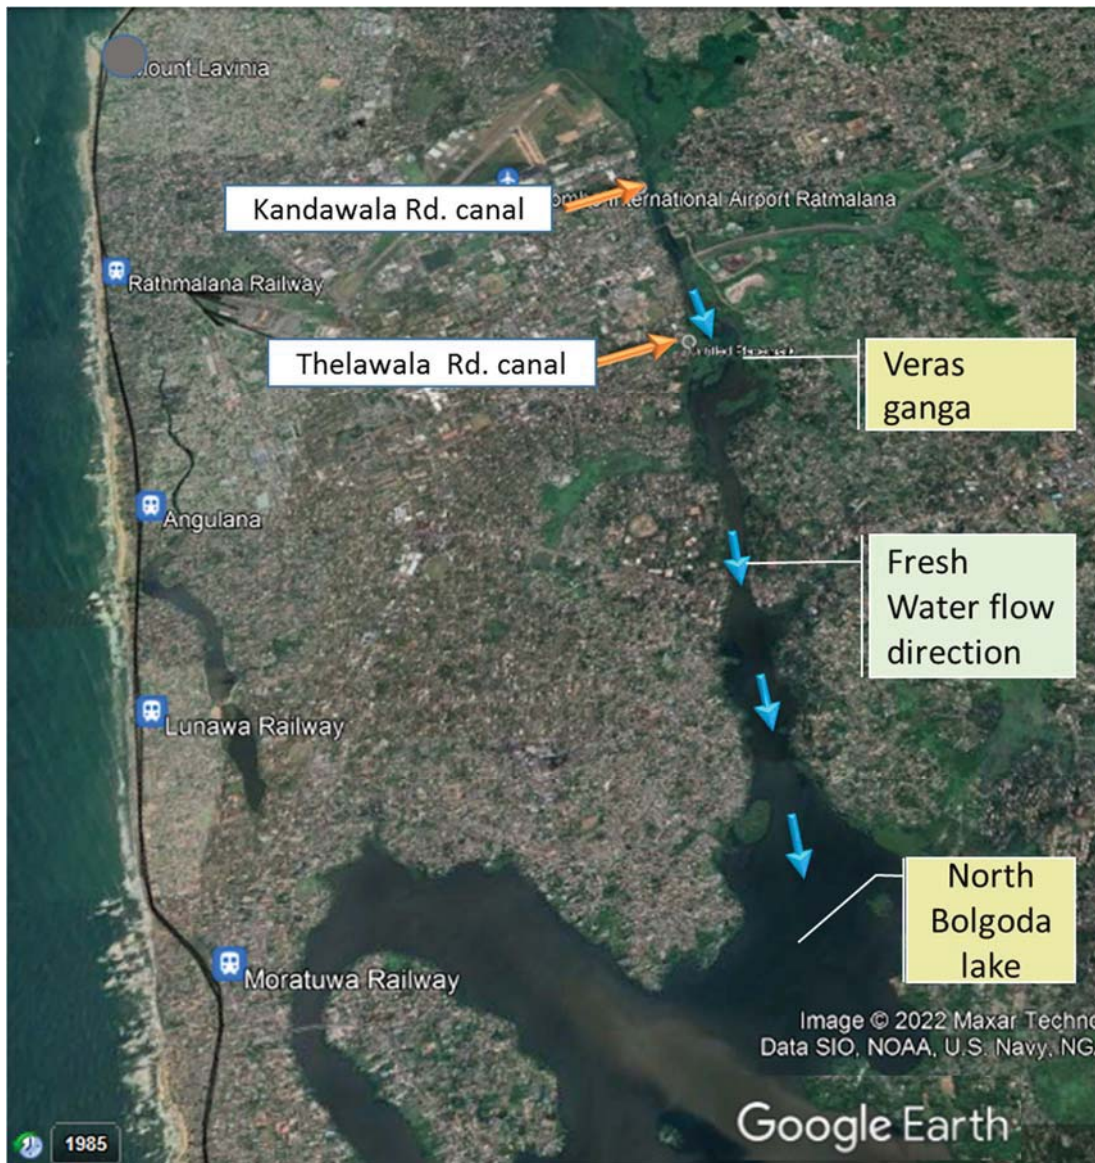 Mount Lavinia
Kandawala Rd. canal
International Airport Ratmalana
Rathmalana Railway
Thelawala Rd. canal
Veras
ganga
Angulana
Fresh
Water flow
direction
Lunawa Railway
North
Bolgoda
lake
Moratuwa Railway
Image © 2022 Maxar Techno
Data SIO, NOAA, U.S. Navy, NG
Google Earth
1985